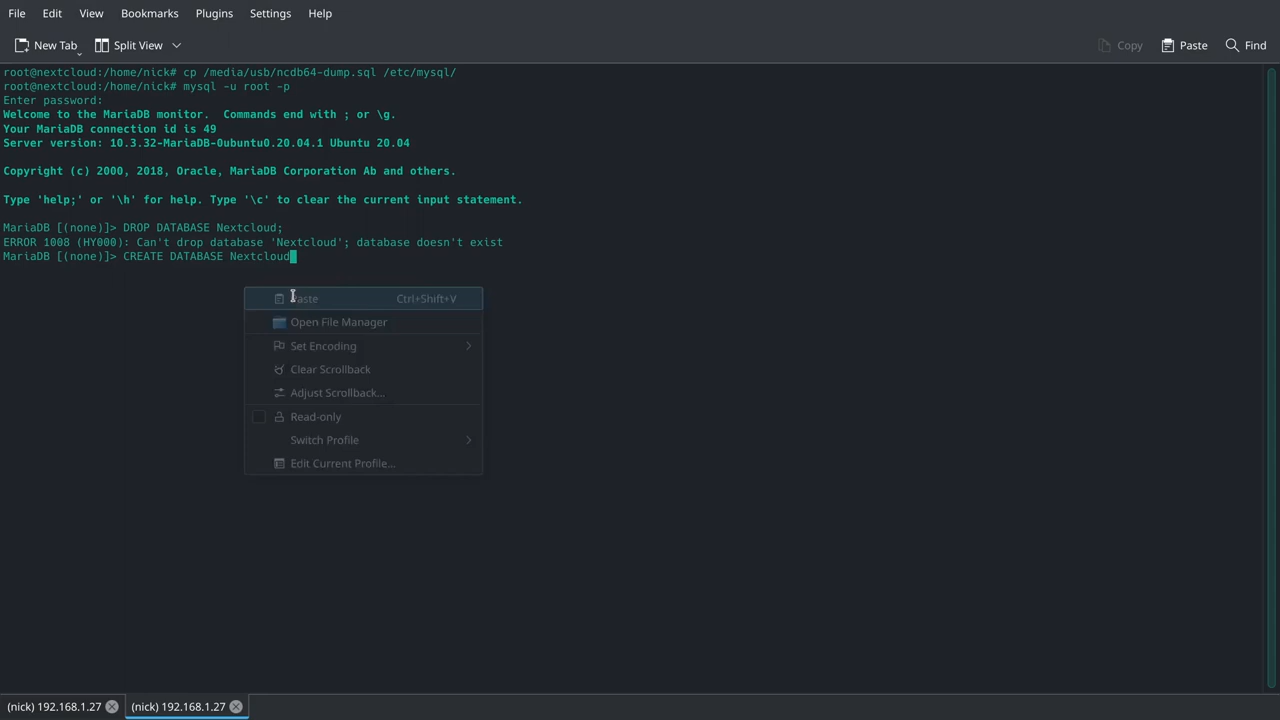 File Edit View Bookmarks Plugins Settings Help
New Tab Split View Copy Paste Find
root@nextcloud:/home/nick# cp /media/usb/ncdb64-dump.sql /etc/mysql/
root@nextcloud:/home/nick# mysql -u root -p
Enter password:
Welcome to the MariaDB monitor.  Commands end with ; or \g.
Your MariaDB connection id is 49
Server version: 10.3.32-MariaDB-0ubuntu0.20.04.1 Ubuntu 20.04
Copyright (c) 2000, 2018, Oracle, MariaDB Corporation Ab and others.
Type 'help;' or '\h' for help. Type '\c' to clear the current input statement.
MariaDB [(none)]> DROP DATABASE Nextcloud;
ERROR 1008 (HY000): Can't drop database 'Nextcloud'; database doesn't exist
MariaDB [(none)]> CREATE DATABASE Nextcloud
Paste Ctrl+Shift+V
Open File Manager
Set Encoding
Clear Scrollback
Adjust Scrollback...
Read-only
Switch Profile
Edit Current Profile...
(nick) 192.168.1.27 (nick) 192.168.1.27